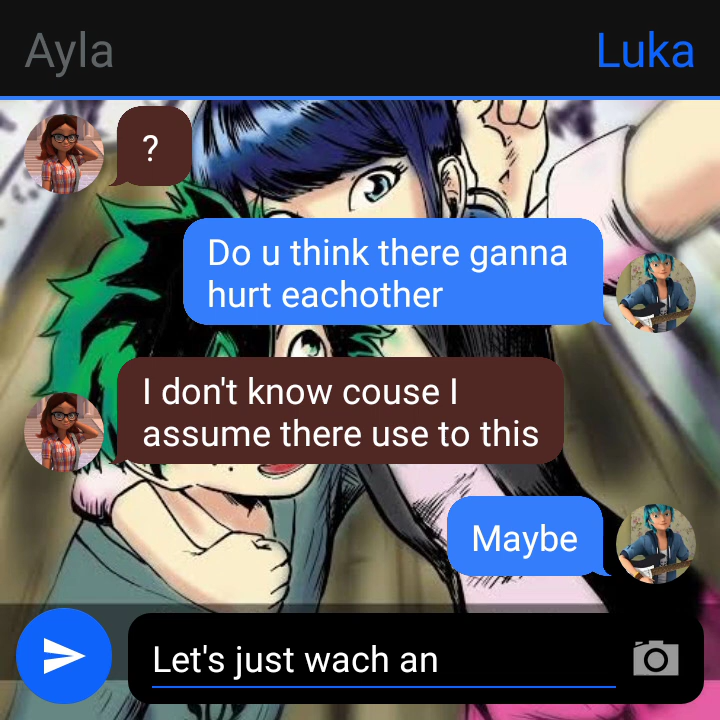 Ayla
Luka
?
Do u think there ganna
hurt eachother
I don't know couse I
assume there use to this
Maybe
Let's just wach an